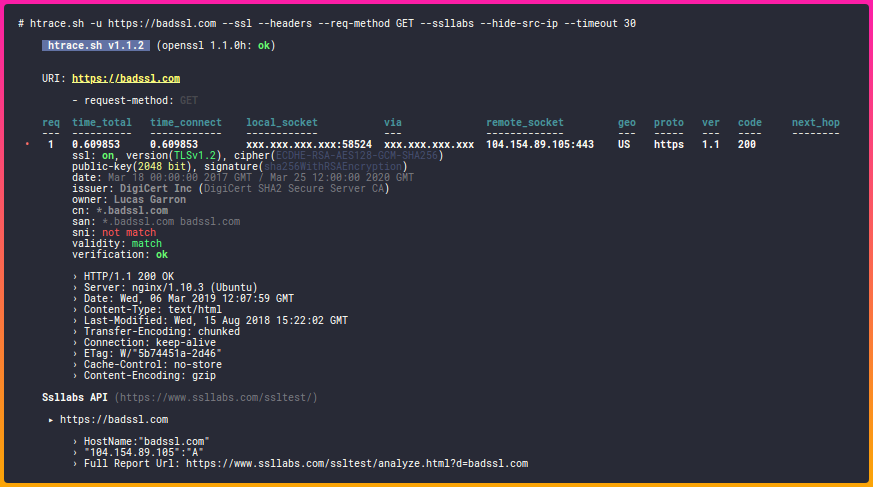 # htrace.sh -u https://badssl.com --ssl --headers --req-method GET --ssllabs --hide-src-ip --timeout 30
htrace.sh v1.1.2 (openssl 1.1.0h: ok)
URI: https://badssl.com
- request-method: GET
req time_total time_connect local_socket via remote_socket geo proto ver code next_hop
--- ---------- ------------ ------------ --- ------------- --- ----- --- ---- --------
• 1 0.609853 0.609853 xxx.xxx.xxx.xxx:58524 xxx.xxx.xxx.xxx 104.154.89.105:443 US https 1.1 200
ssl: on, version(TLSv1.2), cipher(ECDHE-RSA-AES128-GCM-SHA256)
public-key(2048 bit), signature(sha256WithRSAEncryption)
date: Mar 18 00:00:00 2017 GMT / Mar 25 12:00:00 2020 GMT
issuer: DigiCert Inc (DigiCert SHA2 Secure Server CA)
owner: Lucas Garron
cn: *.badssl.com
san: *.badssl.com badssl.com
sni: not match
validity: match
verification: ok
› HTTP/1.1 200 OK
› Server: nginx/1.10.3 (Ubuntu)
› Date: Wed, 06 Mar 2019 12:07:59 GMT
› Content-Type: text/html
› Last-Modified: Wed, 15 Aug 2018 15:22:02 GMT
› Transfer-Encoding: chunked
› Connection: keep-alive
› ETag: W/"5b74451a-2d46"
› Cache-Control: no-store
› Content-Encoding: gzip
Ssllabs API (https://www.ssllabs.com/ssltest/)
▸ https://badssl.com
› HostName:"badssl.com"
› "104.154.89.105":"A"
› Full Report Url: https://www.ssllabs.com/ssltest/analyze.html?d=badssl.com